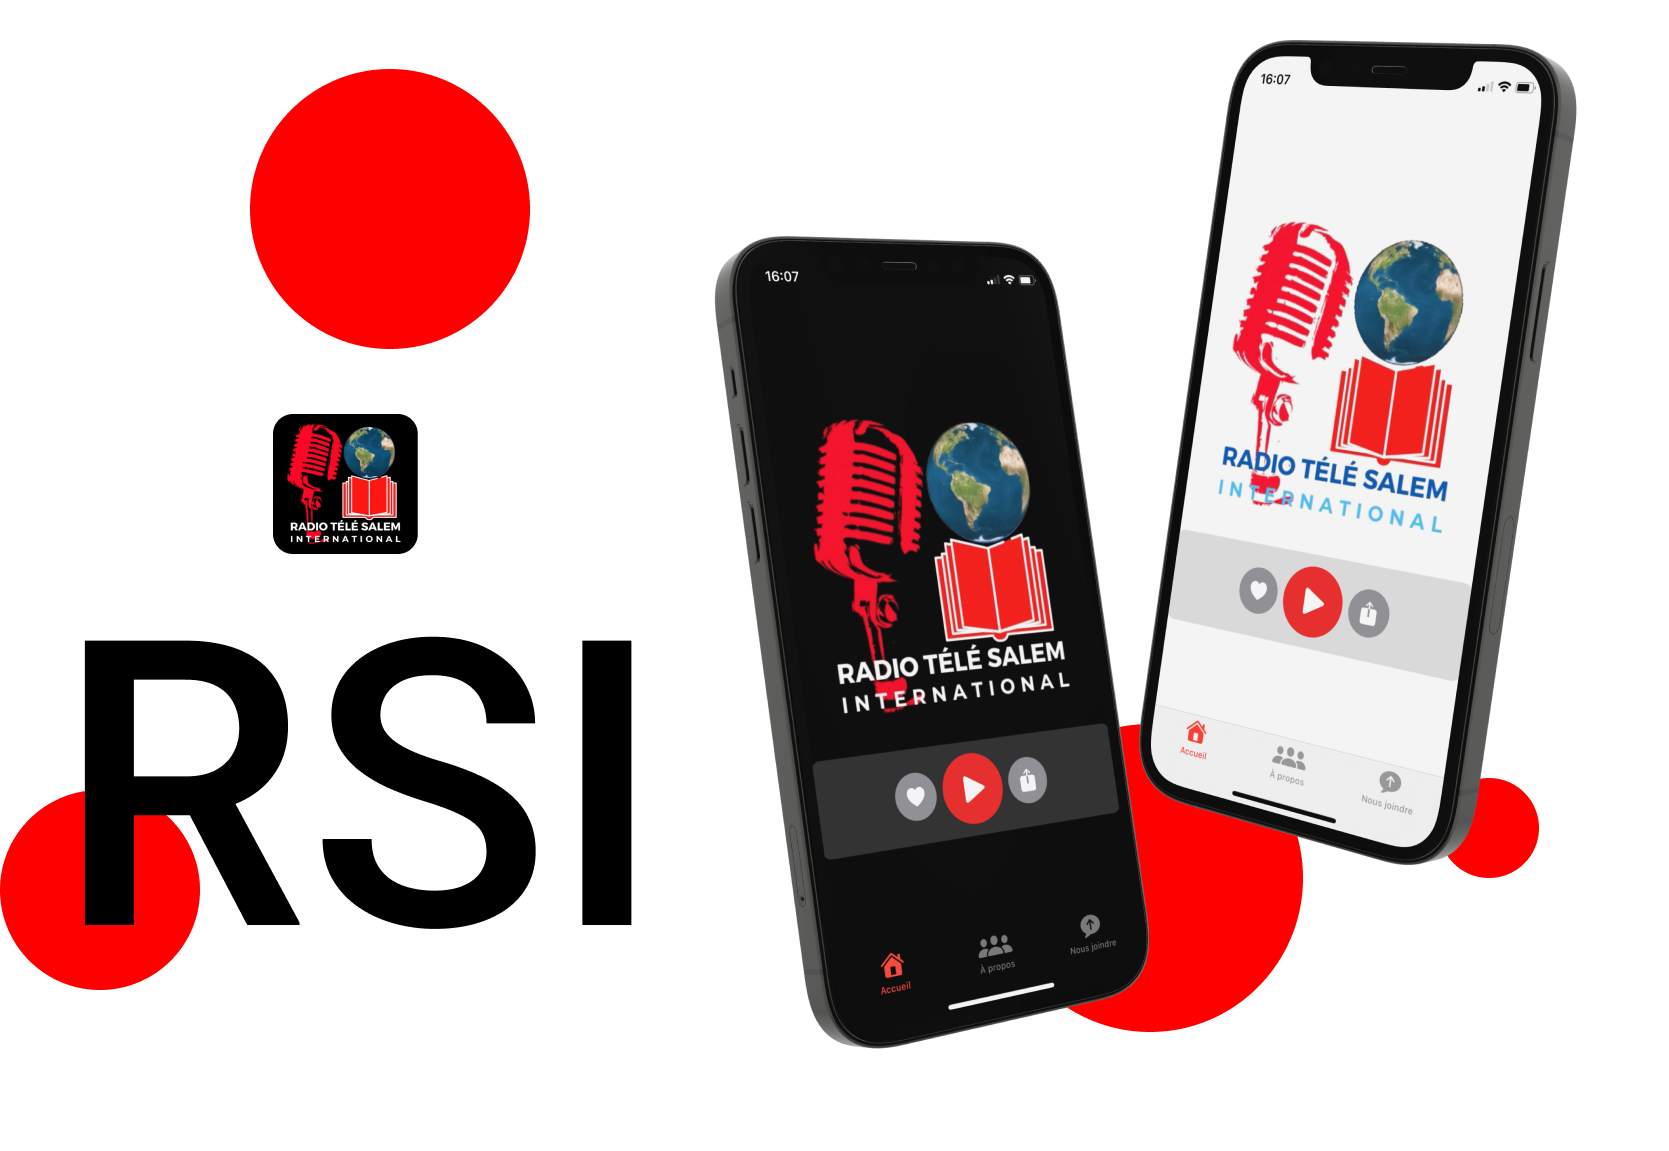 RADIO TÉLÉ SALEM
INTERNATIONAL
RSI
16:07
RADIO TÉLÉ SALEM
INTERNATIONAL
Accueil
À propos
Nous joindre
16:07
RADIO TÉLÉ SALEM
INTERNATIONAL
Accueil
À propos
Nous joindre